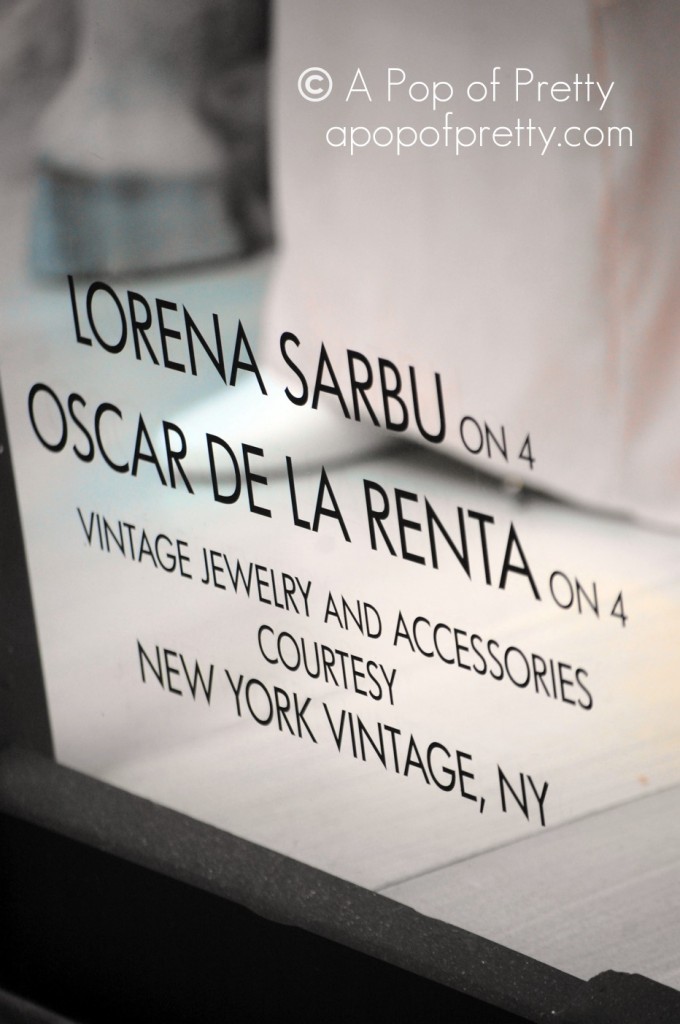 © A Pop of Pretty
apopofpretty.com
LORENA SARBU ON 4
OSCAR DE LA RENTA ON 4
VINTAGE JEWELRY AND ACCESSORIES
COURTESY
NEW YORK VINTAGE, NY